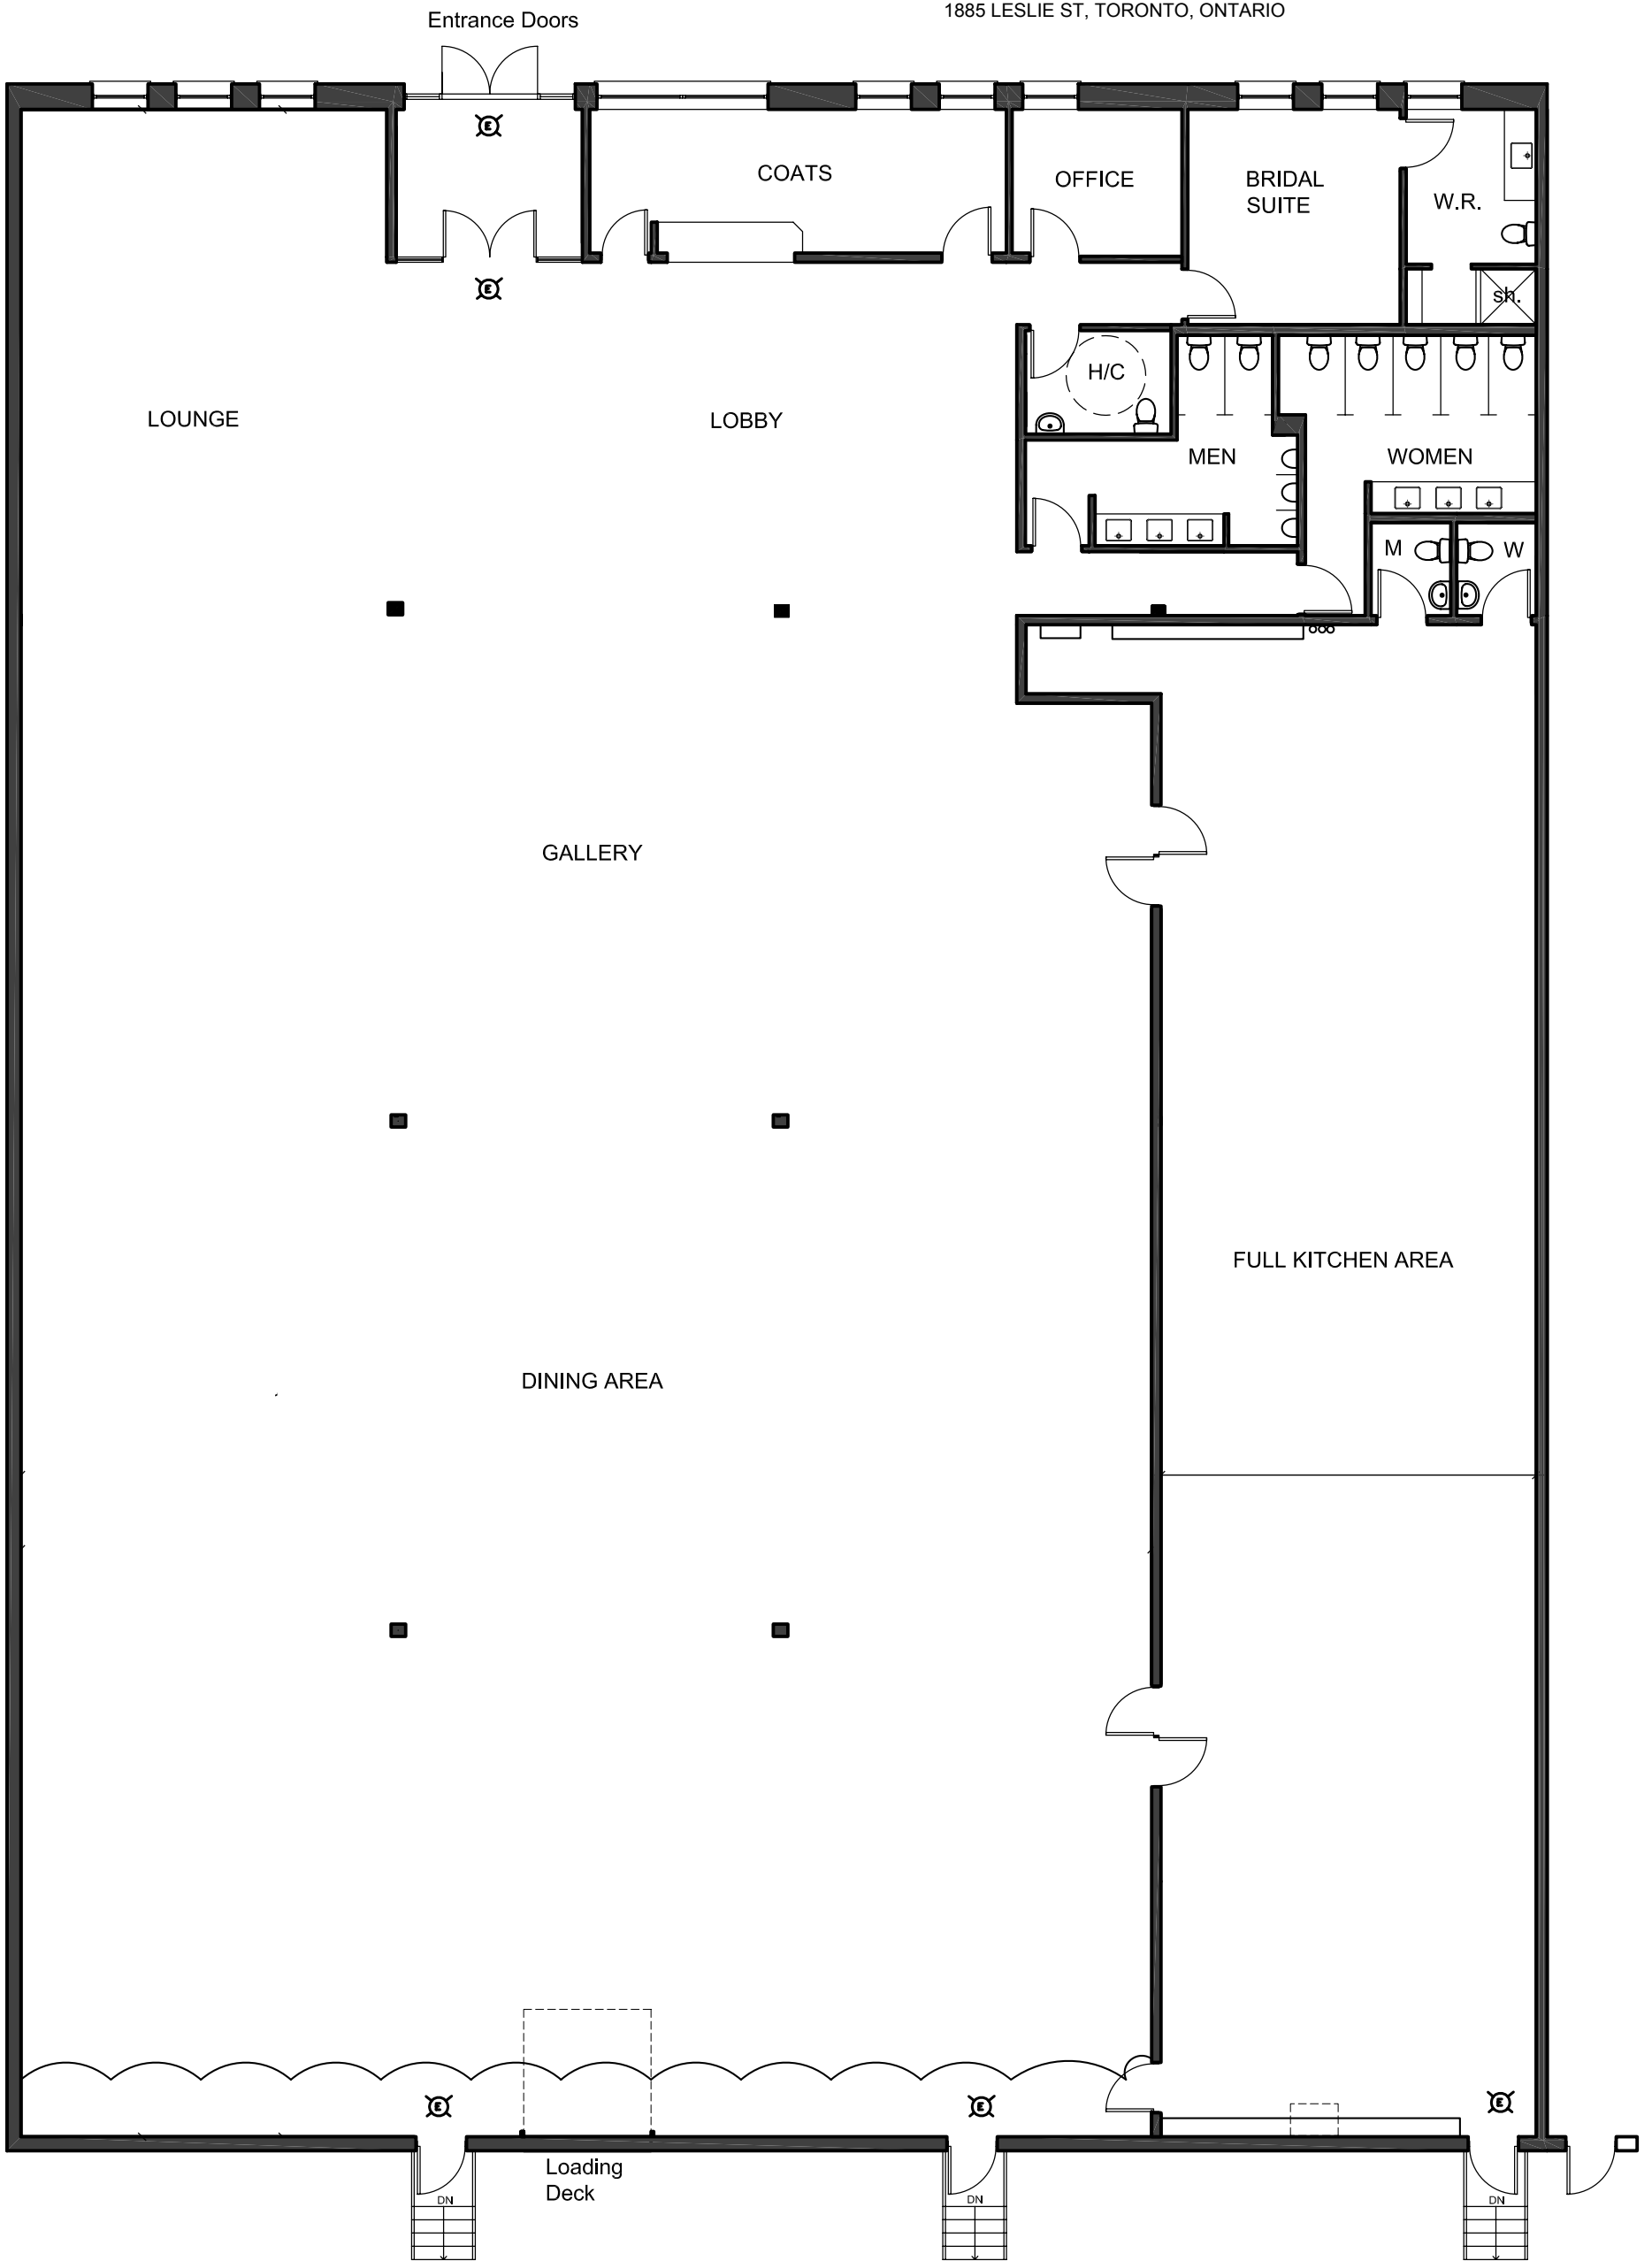 1885 LESLIE ST, TORONTO, ONTARIO
Entrance Doors
E
COATS
OFFICE
BRIDAL
SUITE
W.R.
E
sh.
H/C
LOUNGE
LOBBY
MEN
WOMEN
M
W
GALLERY
FULL KITCHEN AREA
DINING AREA
E
E
E
Loading
Deck
DN
DN
DN